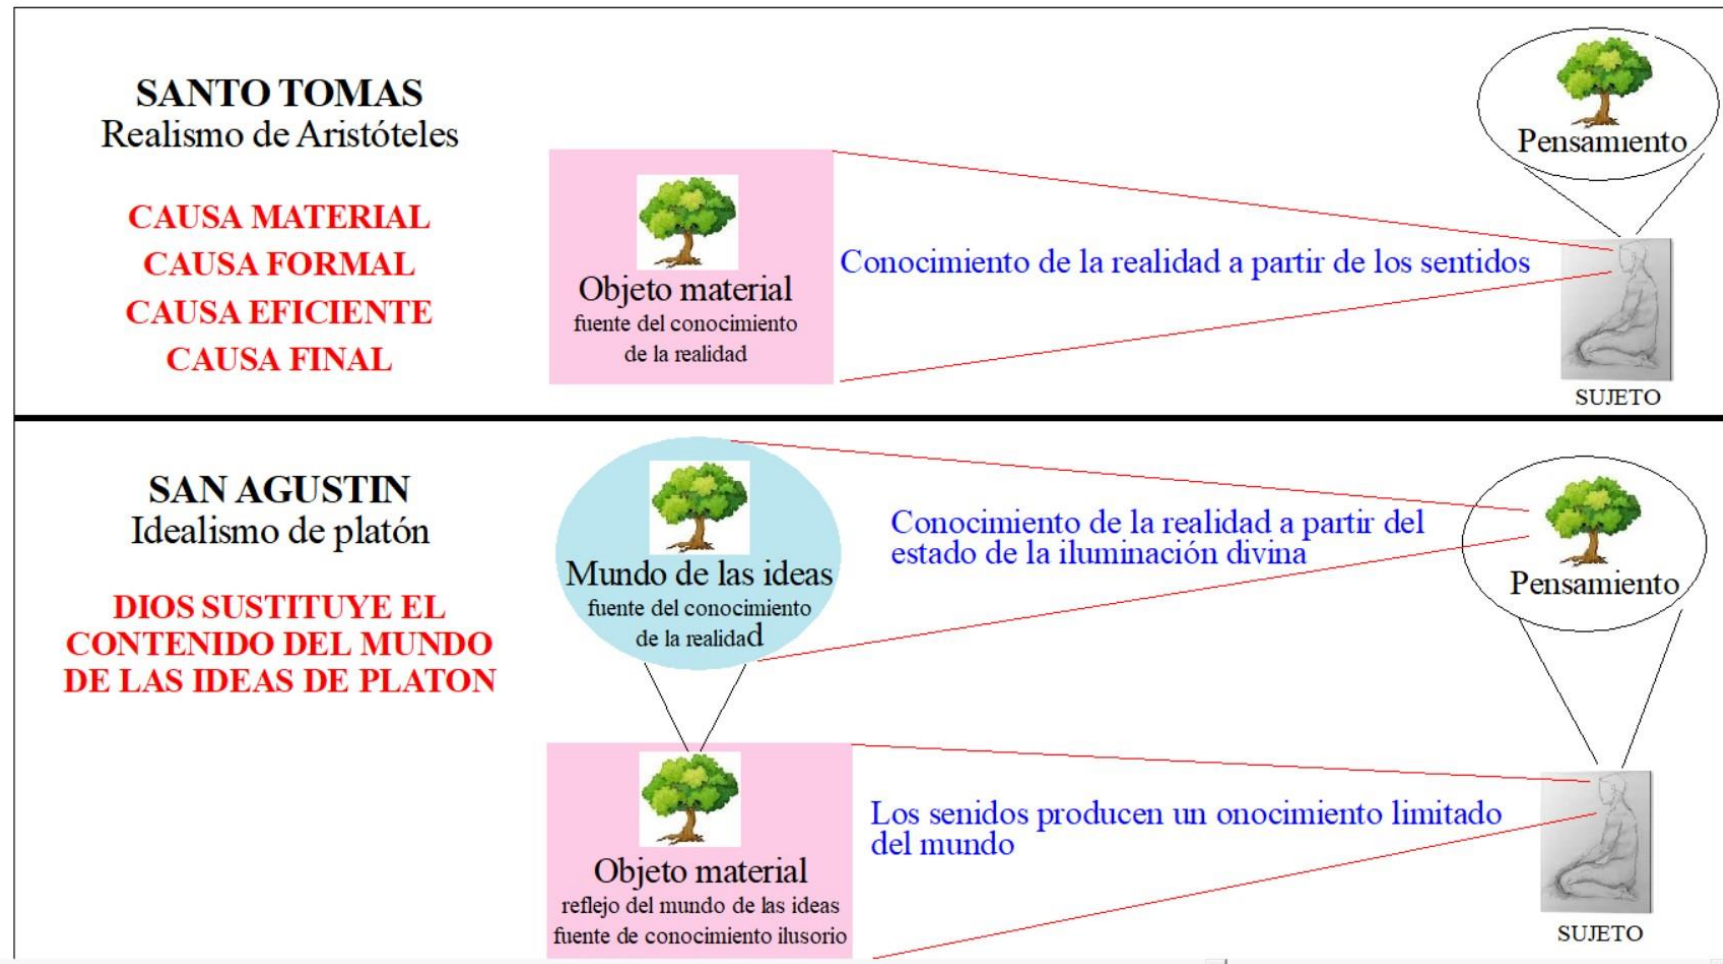 SANTO TOMAS
Realismo de Aristóteles
CAUSA MATERIAL
CAUSA FORMAL
CAUSA EFICIENTE
CAUSA FINAL
Objeto material
fuente del conocimiento
de la realidad
Conocimiento de la realidad a partir de los sentidos
Pensamiento
SUJETO
SAN AGUSTIN
Idealismo de platón
DIOS SUSTITUYE EL
CONTENIDO DEL MUNDO
DE LAS IDEAS DE PLATON
Mundo de las ideas
fuente del conocimiento
de la realidad
Conocimiento de la realidad a partir del
estado de la iluminación divina
Pensamiento
Objeto material
reflejo del mundo de las ideas
fuente de conocimiento ilusorio
Los senidos producen un onocimiento limitado
del mundo
SUJETO